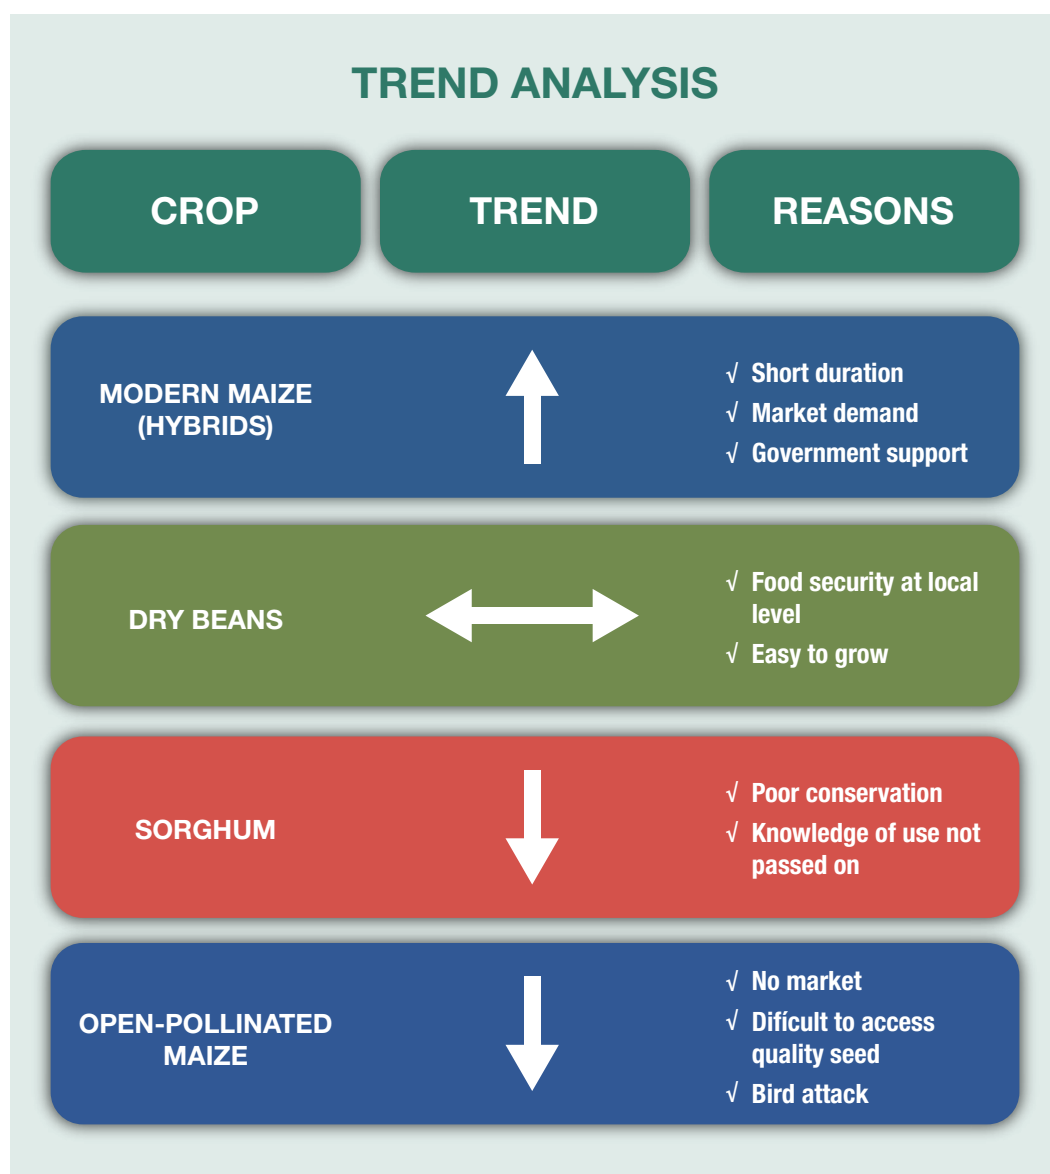 TREND ANALYSIS
CROP
TREND
REASONS
MODERN MAIZE
(HYBRIDS)
√ Short duration
√ Market demand
√ Government support
DRY BEANS
√ Food security at local
level
√ Easy to grow
SORGHUM
√ Poor conservation
√ Knowledge of use not
passed on
OPEN-POLLINATED
MAIZE
√ No market
√ Difícult to access
quality seed
√ Bird attack